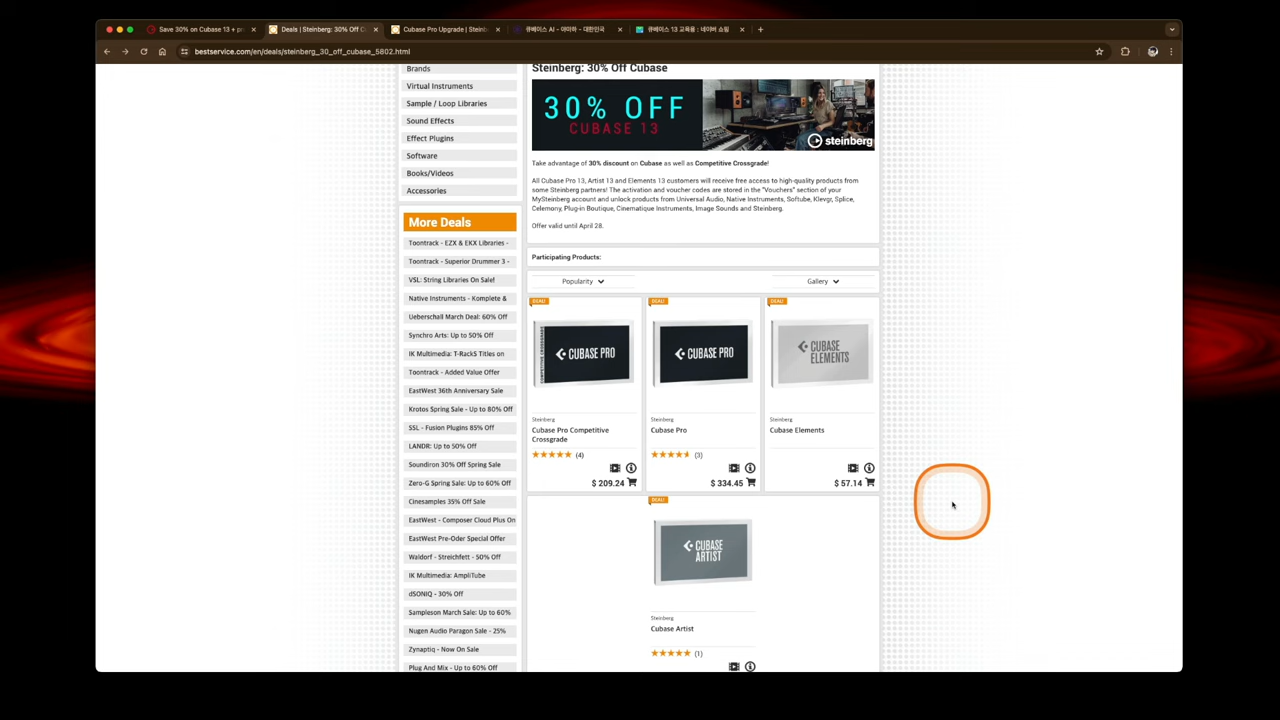 Save 30% on Cubase 13 + p
Deals | Steinberg: 30% Off C
Cubase Pro Upgrade | Steinb
큐베이스 AI - 야마하 - 대한민국
큐베이스 13 교육용 : 네이버 쇼핑
bestservice.com/en/deals/steinberg_30_off_cubase_5802.html
Brands
Virtual Instruments
Sample / Loop Libraries
Sound Effects
Effect Plugins
Software
Books/Videos
Accessories
More Deals
Toontrack - EZX & EKX Libraries -
Toontrack - Superior Drummer 3 -
VSL: String Libraries On Sale!
Native Instruments - Komplete &
Ueberschall March Deal: 60% Off
Synchro Arts: Up to 50% Off
IK Multimedia: T-RackS Titles on
Toontrack - Added Value Offer
EastWest 36th Anniversary Sale
Krotos Spring Sale - Up to 80% Off
SSL - Fusion Plugins 85% Off
LANDR: Up to 50% Off
Soundiron 30% Off Spring Sale
Zero-G Spring Sale: Up to 60% Off
Cinesamples 35% Off Sale
EastWest - Composer Cloud Plus On
EastWest Pre-Oder Special Offer
Waldorf - Streichfett - 50% Off
IK Multimedia: AmpliTube
dSONIQ - 30% Off
Sampleson March Sale: Up to 60%
Nugen Audio Paragon Sale - 25%
Zynaptiq - Now On Sale
Plug And Mix - Up to 60% Off
Steinberg: 30% Off Cubase
30% OFF
CUBASE 13
steinberg
Take advantage of 30% discount on Cubase as well as Competitive Crossgrade!
All Cubase Pro 13, Artist 13 and Elements 13 customers will receive free access to high-quality products from
some Steinberg partners! The activation and voucher codes are stored in the "Vouchers" section of your
MySteinberg account and unlock products from Universal Audio, Native Instruments, Softube, Klevgr, Splice,
Celemony, Plug-in Boutique, Cinematique Instruments, Image Sounds and Steinberg.
Offer valid until April 28.
Participating Products:
Popularity
Gallery
DEAL!
COMPETITIVE CROSSGRADE
CUBASE PRO
Steinberg
Cubase Pro Competitive
Crossgrade
(4)
$ 209.24
DEAL!
CUBASE PRO
Steinberg
Cubase Pro
(3)
$ 334.45
DEAL!
CUBASE
ELEMENTS
Steinberg
Cubase Elements
$ 57.14
DEAL!
CUBASE
ARTIST
Steinberg
Cubase Artist
(1)